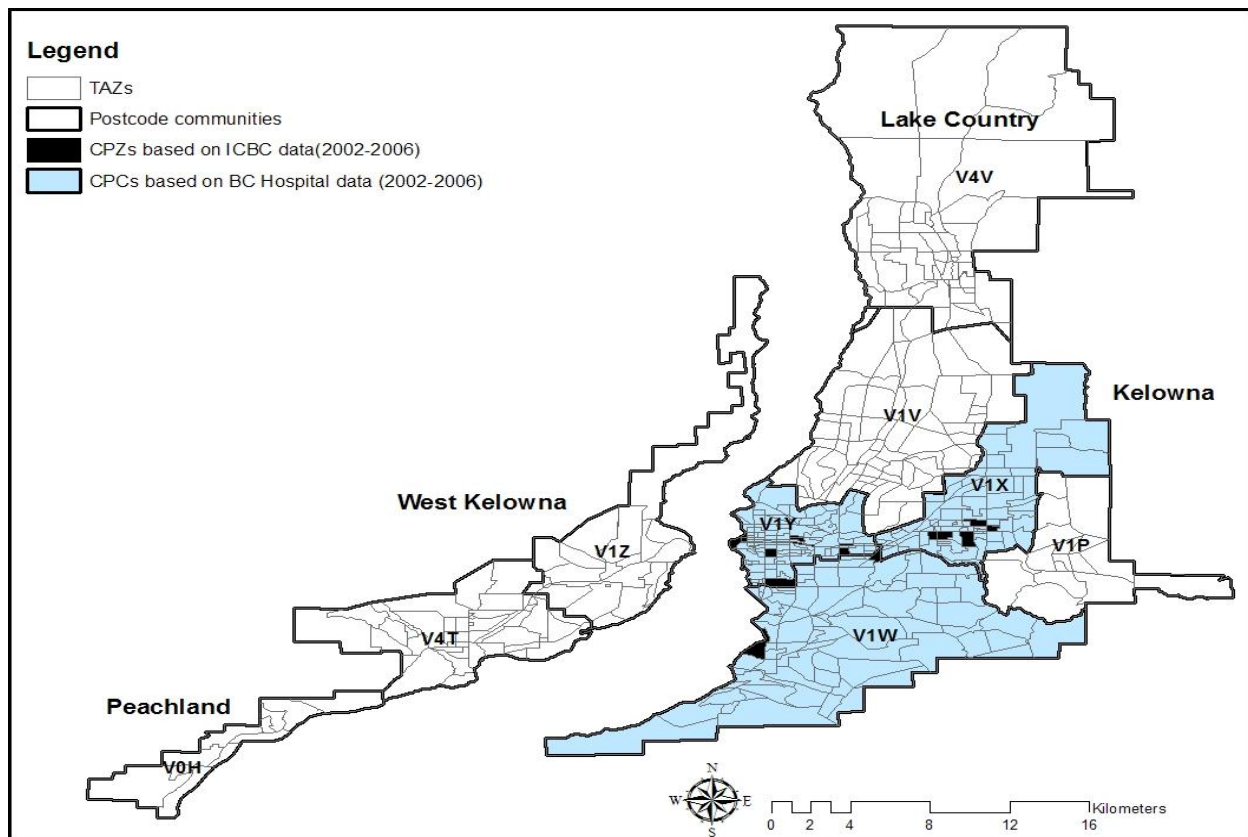 Legend
TAZs
Postcode communities
CPZs based on ICBC data(2002-2006)
CPCs based on BC Hospital data (2002-2006)
Lake Country
V4V
V1V
Kelowna
V1X
V1Y
V1P
V1W
West Kelowna
V1Z
V4T
Peachland
V0H
N
W E
S
Kilometers
0 2 4 8 12 16